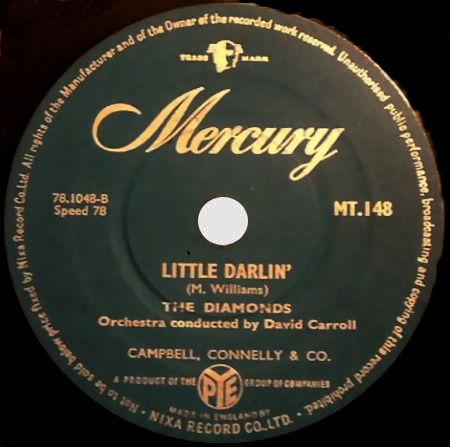 All rights of the Manufacturer and of the Owner of the recorded work reserved. Unauthorised public performance, broadcasting and copying of this record prohibited.
TRADE MARK
Mercury
78.1048-B
Speed 78
MT.148
LITTLE DARLIN'
(M. Williams)
THE DIAMONDS
Orchestra conducted by David Carroll
CAMPBELL, CONNELLY & CO.
A PRODUCT OF THE PYE GROUP OF COMPANIES
MADE IN ENGLAND BY
NIXA RECORD CO., LTD.
Not to be sold below price fixed by Nixa Record Co. Ltd.